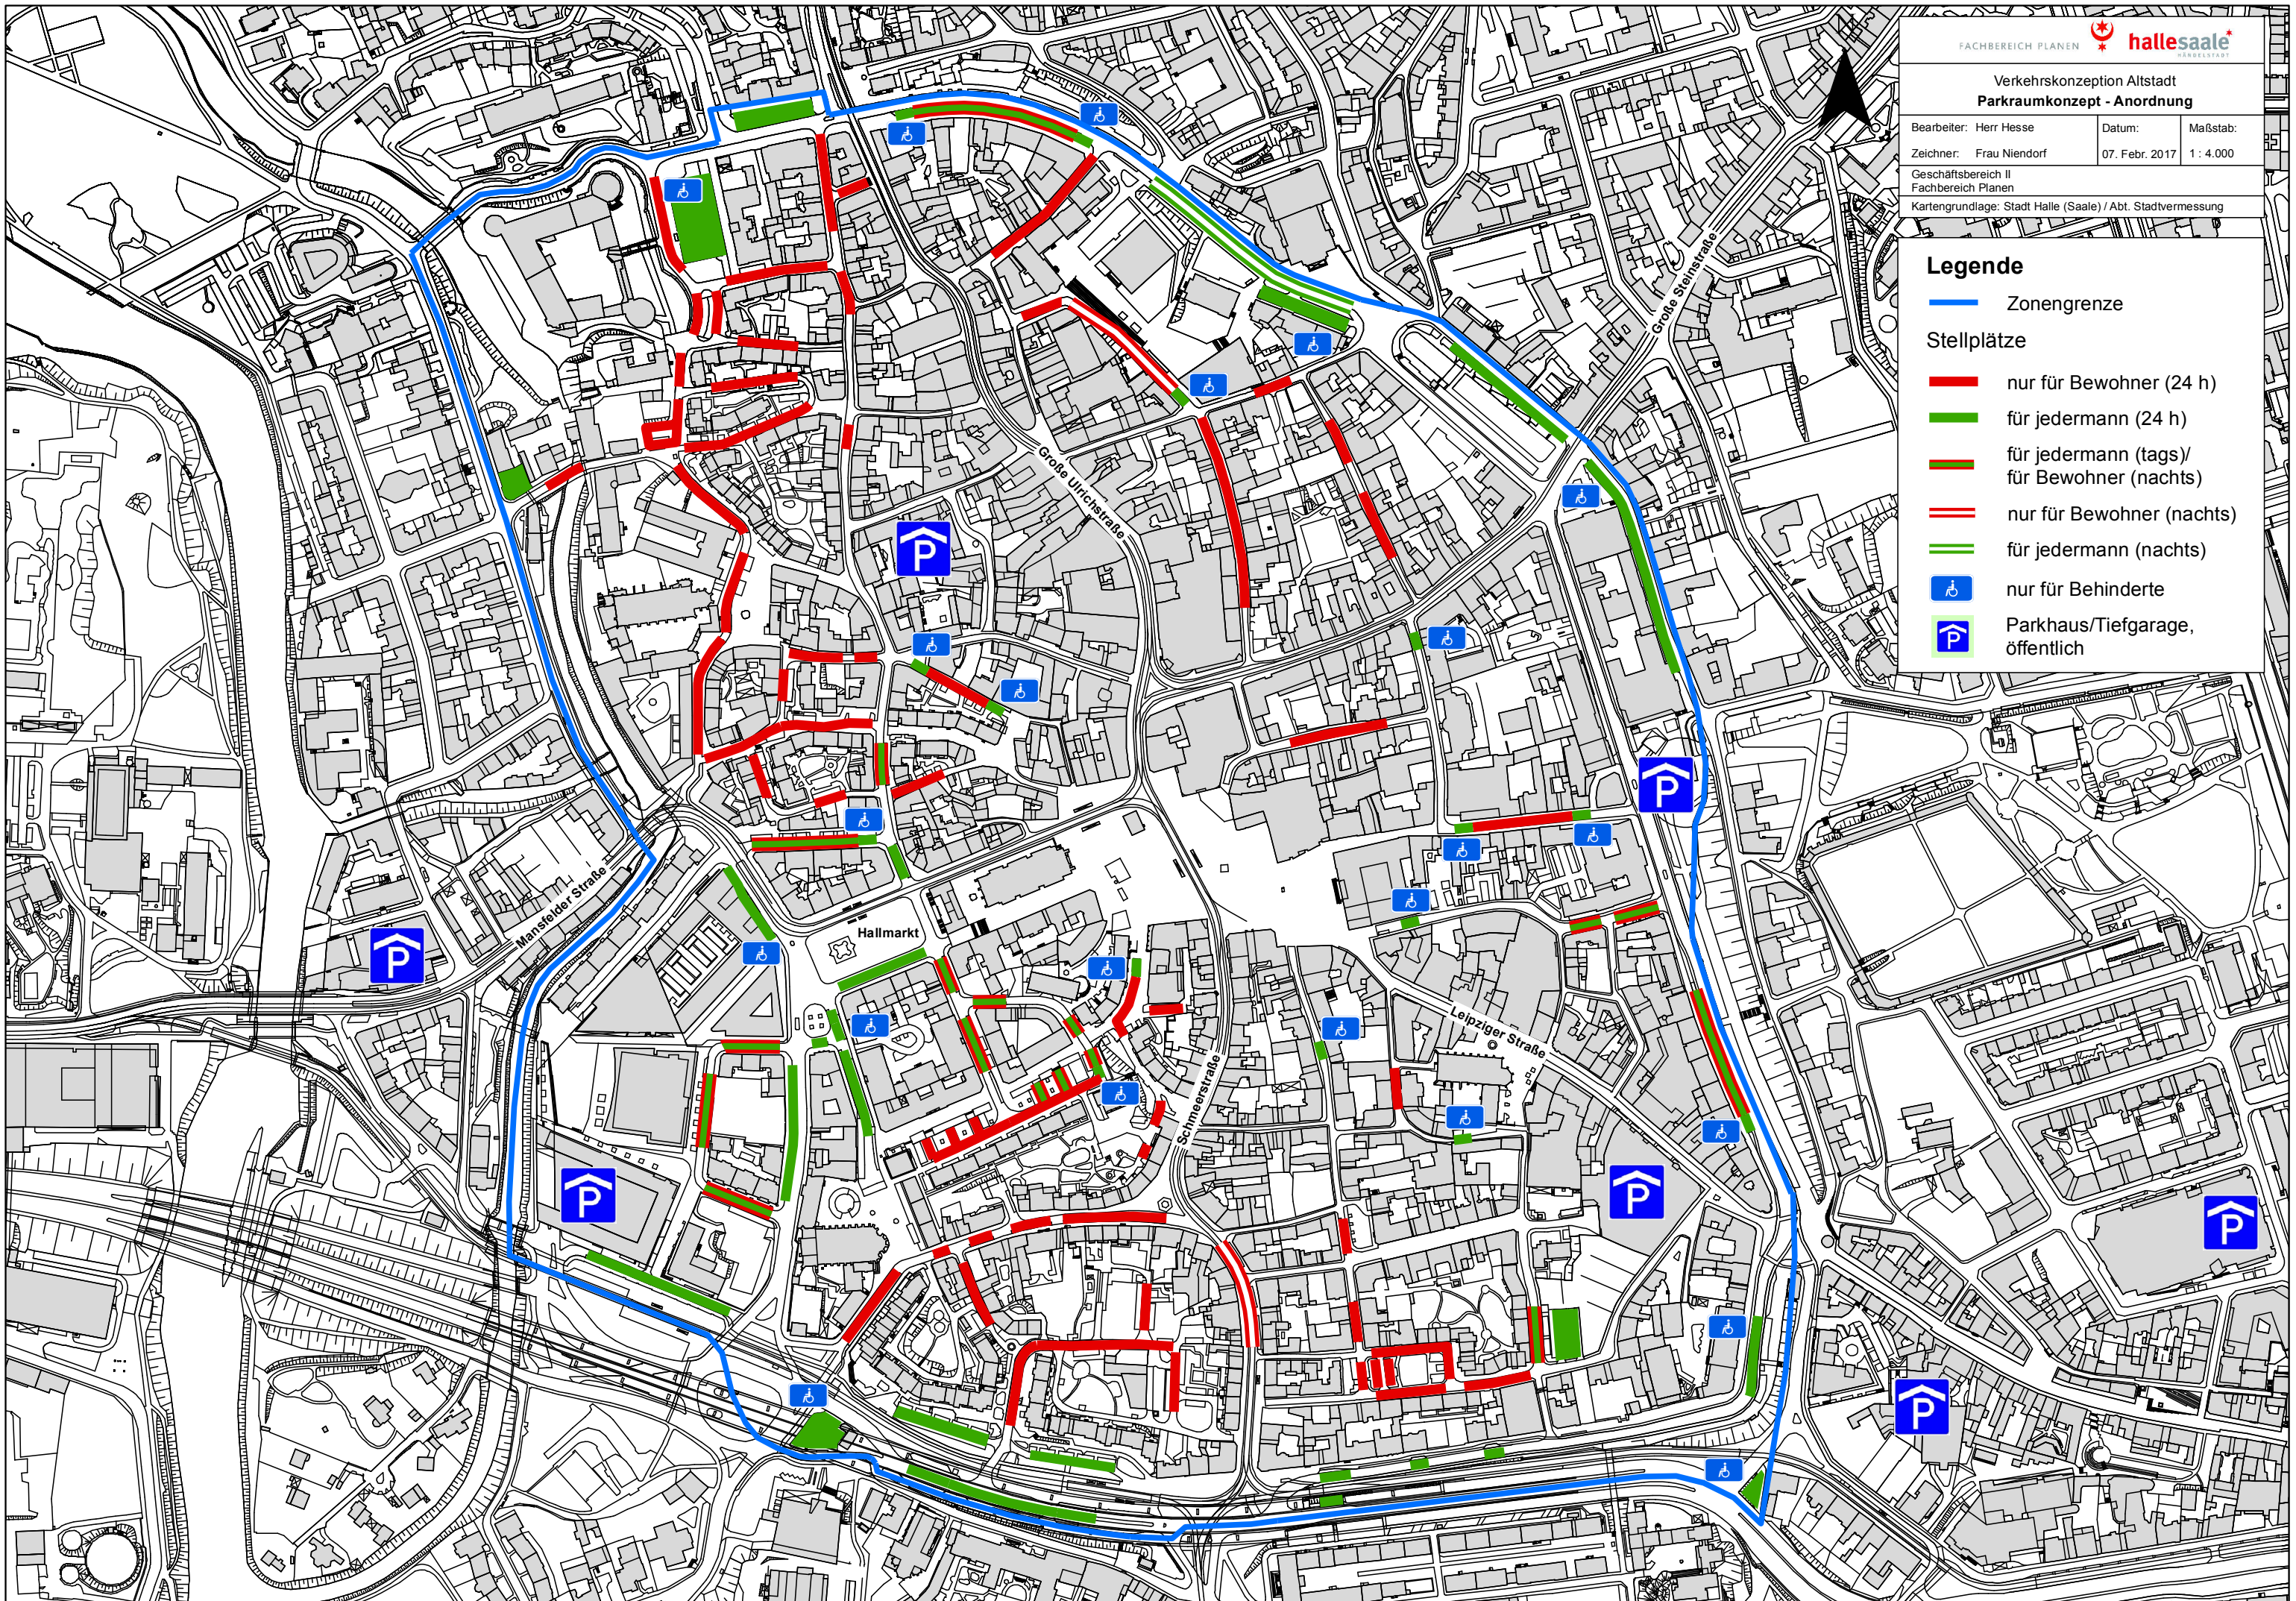 FACHBEREICH PLANEN
hallesaale*
HÄNDELSTADT
Verkehrskonzeption Altstadt
Parkraumkonzept - Anordnung
Bearbeiter: Herr Hesse
Zeichner: Frau Niendorf
Datum:
07. Febr. 2017
Maßstab:
1 : 4.000
Geschäftsbereich II
Fachbereich Planen
Kartengrundlage: Stadt Halle (Saale) / Abt. Stadtvermessung
Legende
Zonengrenze
Stellplätze
nur für Bewohner (24 h)
für jedermann (24 h)
für jedermann (tags)/
für Bewohner (nachts)
nur für Bewohner (nachts)
für jedermann (nachts)
nur für Behinderte
P
Parkhaus/Tiefgarage,
öffentlich
Große Steinstraße
Große Ulrichstraße
P
P
Mansfelder Straße
Hallmarkt
P
Leipziger Straße
Schmeerstraße
P
P
P
P